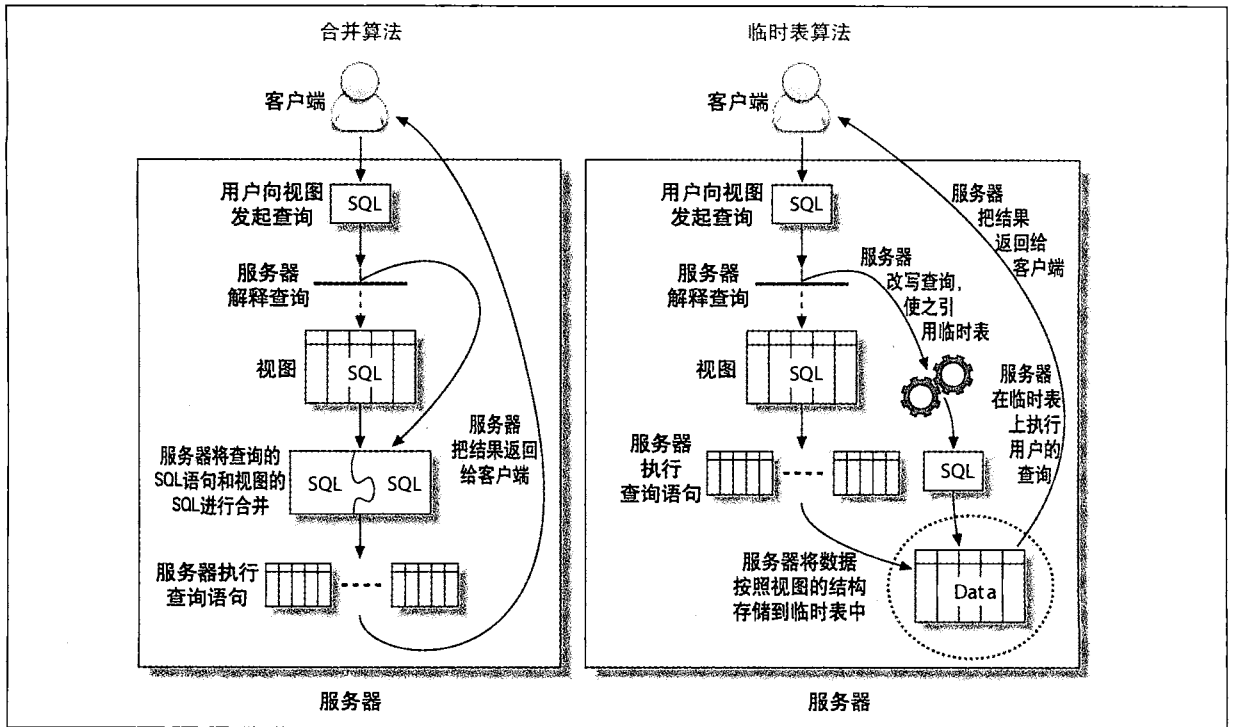 合并算法
客户端
用户向视图
发起查询
SQL
服务器
解释查询
视图
SQL
服务器将查询的
SQL语句和视图的
SQL进行合并
SQL
SQL
服务器
把结果返回
给客户端
服务器执行
查询语句
服务器
临时表算法
客户端
用户向视图
发起查询
SQL
服务器
把结果
返回给
客户端
服务器
解释查询
服务器
改写查询，
使之引
用临时表
视图
SQL
服务器
在临时表
上执行
用户的
查询
服务器
执行
查询语句
SQL
服务器将数据
按照视图的结构
存储到临时表中
Data
服务器